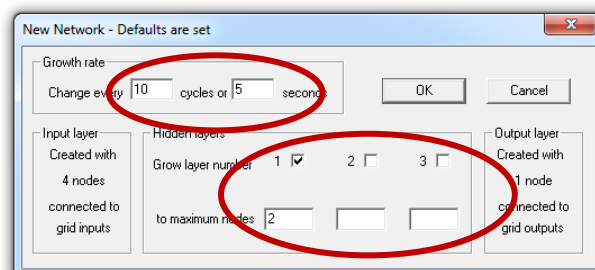 New Network - Defaults are set
Growth rate
Change every 10 cycles or 5 seconds
OK
Cancel
Input layer
Created with
4 nodes
connected to
grid inputs
Hidden layers
Grow layer number 1 2 3
to maximum nodes 2
Output layer
Created with
1 node
connected to
grid outputs